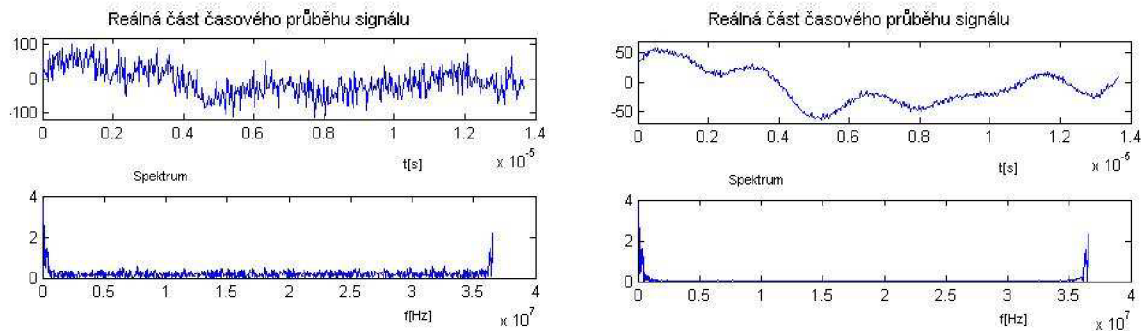 Reálná část časového průběhu signálu
100
0
-100
0 0.2 0.4 0.6 0.8 1 1.2 1.4
t[s]
x 10^-5
Spektrum
4
2
0
0 0.5 1 1.5 2 2.5 3 3.5 4
f[Hz]
x 10^7
Reálná část časového průběhu signálu
50
0
-50
0 0.2 0.4 0.6 0.8 1 1.2 1.4
t[s]
x 10^-5
Spektrum
4
2
0
0 0.5 1 1.5 2 2.5 3 3.5 4
f[Hz]
x 10^7